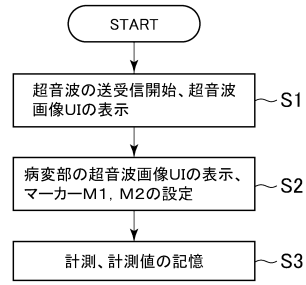 START
超音波の送受信開始、超音波
画像UIの表示
S1
病変部の超音波画像UIの表示、
マーカーM1，M2の設定
S2
計測、計測値の記憶
S3